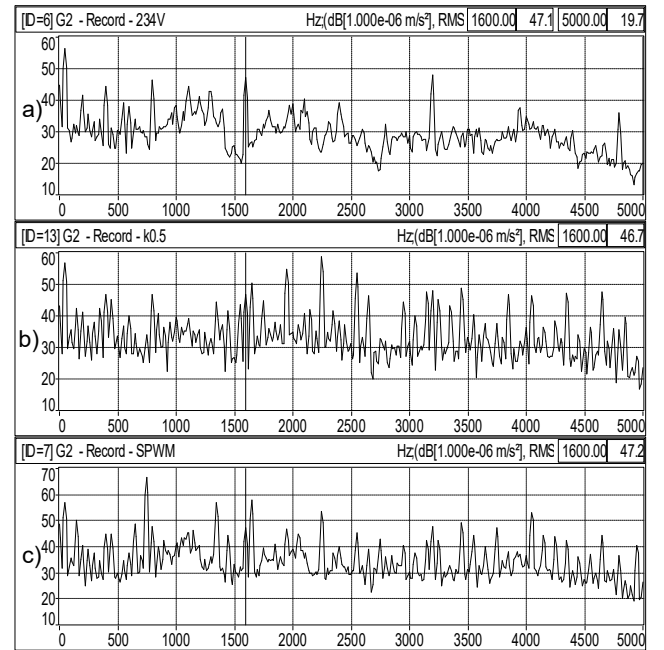 [ID=6] G2 - Record - 234V Hz;(dB[1.000e-06 m/s²], RMS 1600.00 47.1 5000.00 19.7
60
50
a) 40
30
20
10
0 500 1000 1500 2000 2500 3000 3500 4000 4500 5000
[ID=13] G2 - Record - k0.5 Hz;(dB[1.000e-06 m/s²], RMS 1600.00 46.7
60
50
40
b) 30
20
10
0 500 1000 1500 2000 2500 3000 3500 4000 4500 5000
[ID=7] G2 - Record - SPWM Hz;(dB[1.000e-06 m/s²], RMS 1600.00 47.2
70
60
50
c) 40
30
20
10
0 500 1000 1500 2000 2500 3000 3500 4000 4500 5000